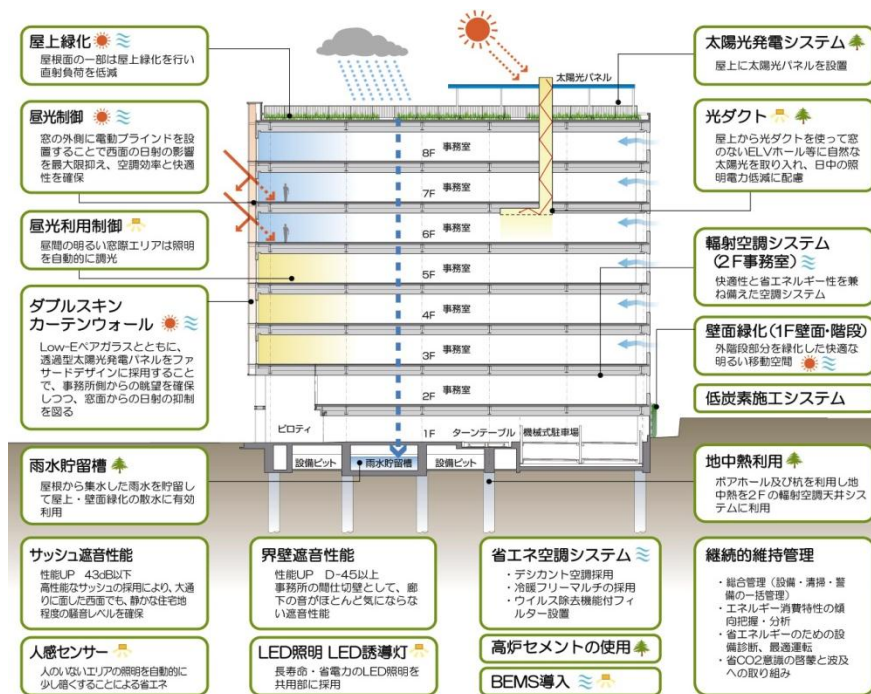 屋上緑化
屋根面の一部は屋上緑化を行い
直射負荷を低減
昼光制御
窓の外側に電動ブラインドを設
置することで西面の日射の影響
を最大限抑え、空調効率と快適
性を確保
昼光利用制御
昼間の明るい窓際エリアは照明
を自動的に調光
ダブルスキン
カーテンウォール
Low-Eペアガラスとともに、
透過型太陽光発電パネルをファ
サードデザインに採用すること
で、事務所側からの眺望を確保
しつつ、窓面からの日射の抑制
を図る
雨水貯留槽
屋根から集水した雨水を貯留し
て屋上・壁面緑化の散水に有効
利用
太陽光パネル
8F 事務室
7F 事務室
6F 事務室
5F 事務室
4F 事務室
3F 事務室
2F 事務室
ピロティ
1F
ターンテーブル
機械式駐車場
設備ピット
雨水貯留槽
設備ピット
太陽光発電システム
屋上に太陽光パネルを設置
光ダクト
屋上から光ダクトを使って窓
のないELVホール等に自然な
太陽光を取り入れ、日中の照
明電力低減に配慮
輻射空調システム
(2F事務室)
快適性と省エネルギー性を兼
ね備えた空調システム
壁面緑化(1F壁面・階段)
外階段部分を緑化した快適な
明るい移動空間
低炭素施工システム
地中熱利用
ボアホール及び杭を利用し地
中熱を2Fの輻射空調天井シス
テムに利用
サッシュ遮音性能
性能UP 43dB以下
高性能なサッシュの採用により、大通
りに面した西面でも、静かな住宅地
程度の騒音レベルを確保
人感センサー
人のいないエリアの照明を自動的に
少し暗くすることによる省エネ
界壁遮音性能
性能UP D-45以上
事務所の間仕切壁として、廊
下の音がほとんど気にならな
い遮音性能
LED照明 LED誘導灯
長寿命・省電力のLED照明を
共用部に採用
省エネ空調システム
・デシカント空調採用
・冷暖フリーマルチの採用
・ウイルス除去機能付フィ
ルター設置
高炉セメントの使用
BEMS導入
継続的維持管理
・総合管理(設備・清掃・警
備の一括管理)
・エネルギー消費特性の傾
向把握・分析
・省エネルギーのための設
備診断、最適運転
・省CO2意識の啓蒙と波及
への取り組み